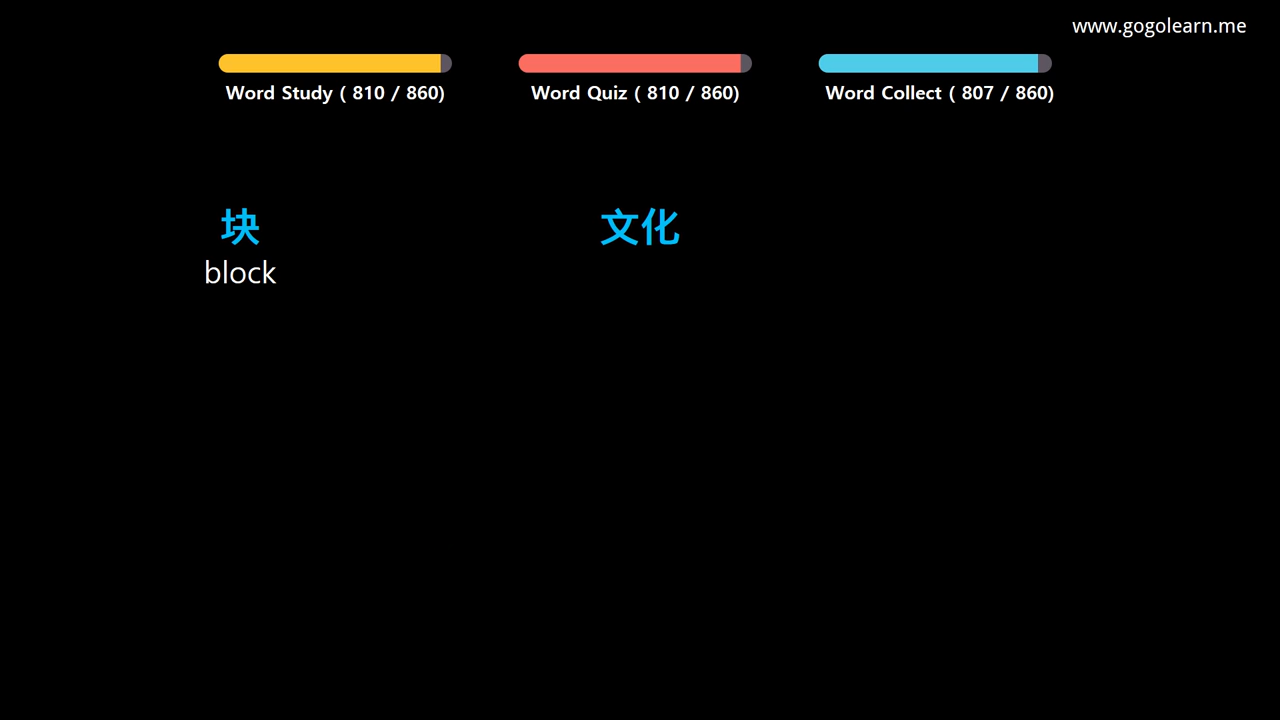 www.gogolearn.me
Word Study ( 810 / 860)
Word Quiz ( 810 / 860)
Word Collect ( 807 / 860)
块
文化
block